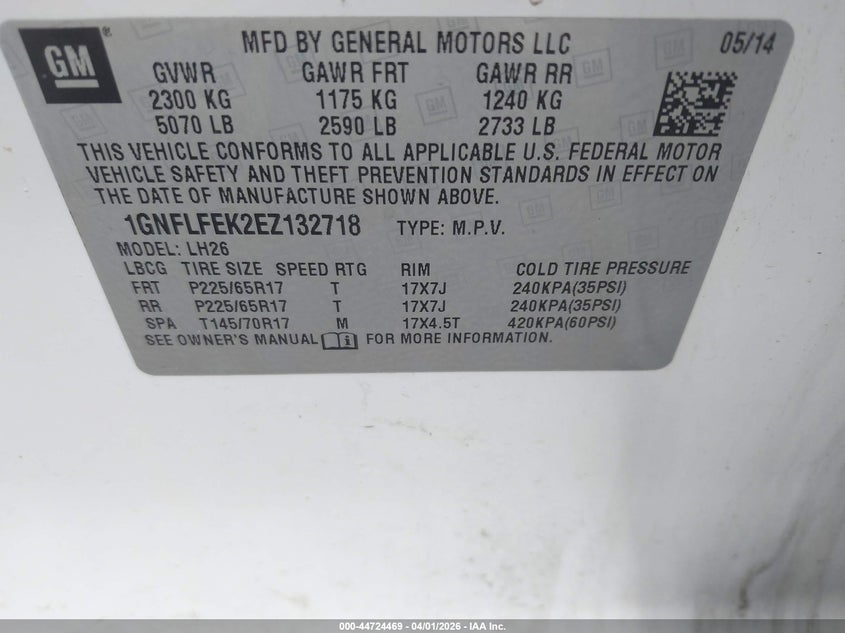 GM ®
MFD BY GENERAL MOTORS LLC 05/14
GVWR GAWR FRT GAWR RR
2300 KG 1175 KG 1240 KG
5070 LB 2590 LB 2733 LB
THIS VEHICLE CONFORMS TO ALL APPLICABLE U.S. FEDERAL MOTOR
VEHICLE SAFETY AND THEFT PREVENTION STANDARDS IN EFFECT ON
THE DATE OF MANUFACTURE SHOWN ABOVE.
1GNFLFEK2EZ132718 TYPE: M.P.V.
MODEL: LH26
LBCG TIRE SIZE SPEED RTG RIM COLD TIRE PRESSURE
FRT P225/65R17 T 17X7J 240KPA(35PSI)
RR P225/65R17 T 17X7J 240KPA(35PSI)
SPA T145/70R17 M 17X4.5T 420KPA(60PSI)
SEE OWNER'S MANUAL FOR MORE INFORMATION.
000-44724469 | 04/01/2026 | IAA Inc.